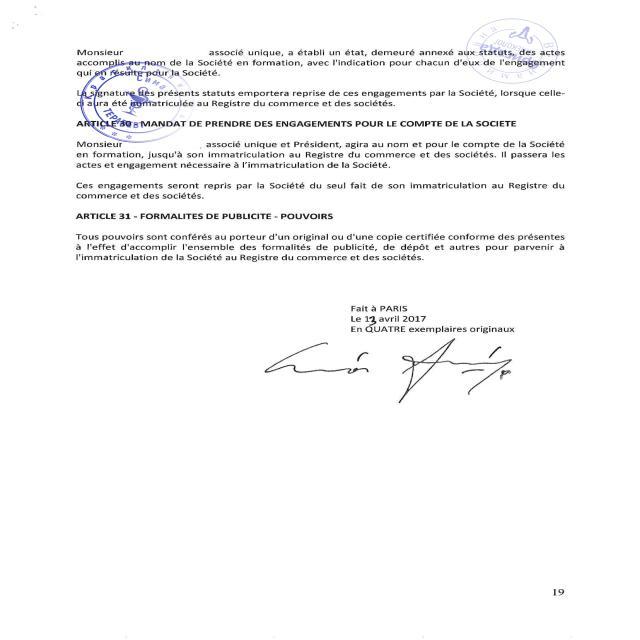 Monsieur associé unique, a établi un état, demeuré annexé aux statuts, des actes
accomplis au nom de la Société en formation, avec l'indication pour chacun d'eux de l'engagement
qui en résulte pour la Société.
La signature des présents statuts emportera reprise de ces engagements par la Société, lorsque celle-
ci aura été immatriculée au Registre du commerce et des sociétés.
ARTICLE 30 - MANDAT DE PRENDRE DES ENGAGEMENTS POUR LE COMPTE DE LA SOCIETE
Monsieur associé unique et Président, agira au nom et pour le compte de la Société
en formation, jusqu'à son immatriculation au Registre du commerce et des sociétés. Il passera les
actes et engagement nécessaire à l'immatriculation de la Société.
Ces engagements seront repris par la Société du seul fait de son immatriculation au Registre du
commerce et des sociétés.
ARTICLE 31 - FORMALITES DE PUBLICITE - POUVOIRS
Tous pouvoirs sont conférés au porteur d'un original ou d'une copie certifiée conforme des présentes
à l'effet d'accomplir l'ensemble des formalités de publicité, de dépôt et autres pour parvenir à
l'immatriculation de la Société au Registre du commerce et des sociétés.
Fait à PARIS
Le 13 avril 2017
En QUATRE exemplaires originaux
19